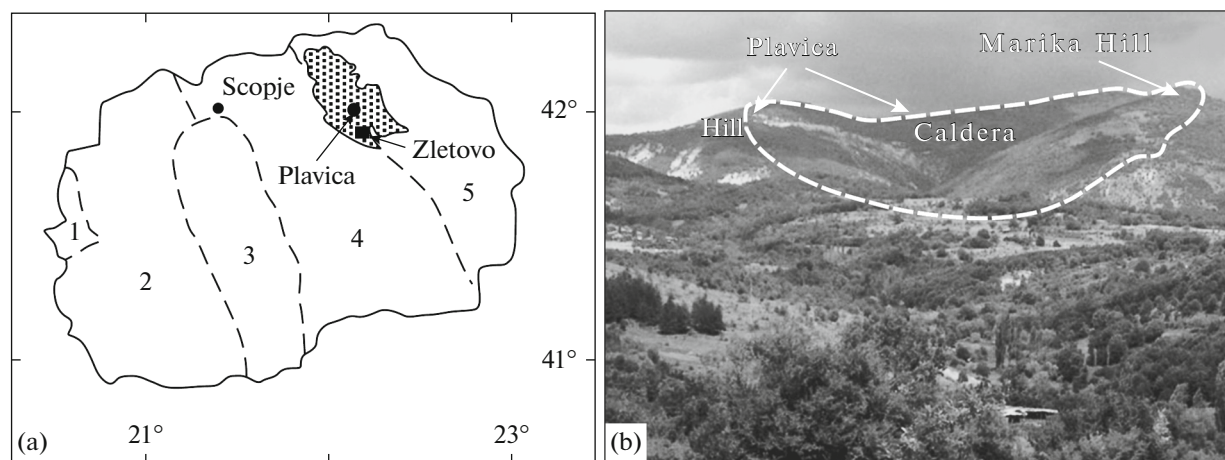 Scopje
42°
Zletovo
Plavica
5
1
3
4
2
41°
(a)
21°
23°
Plavica
Marika Hill
Hill
Caldera
(b)